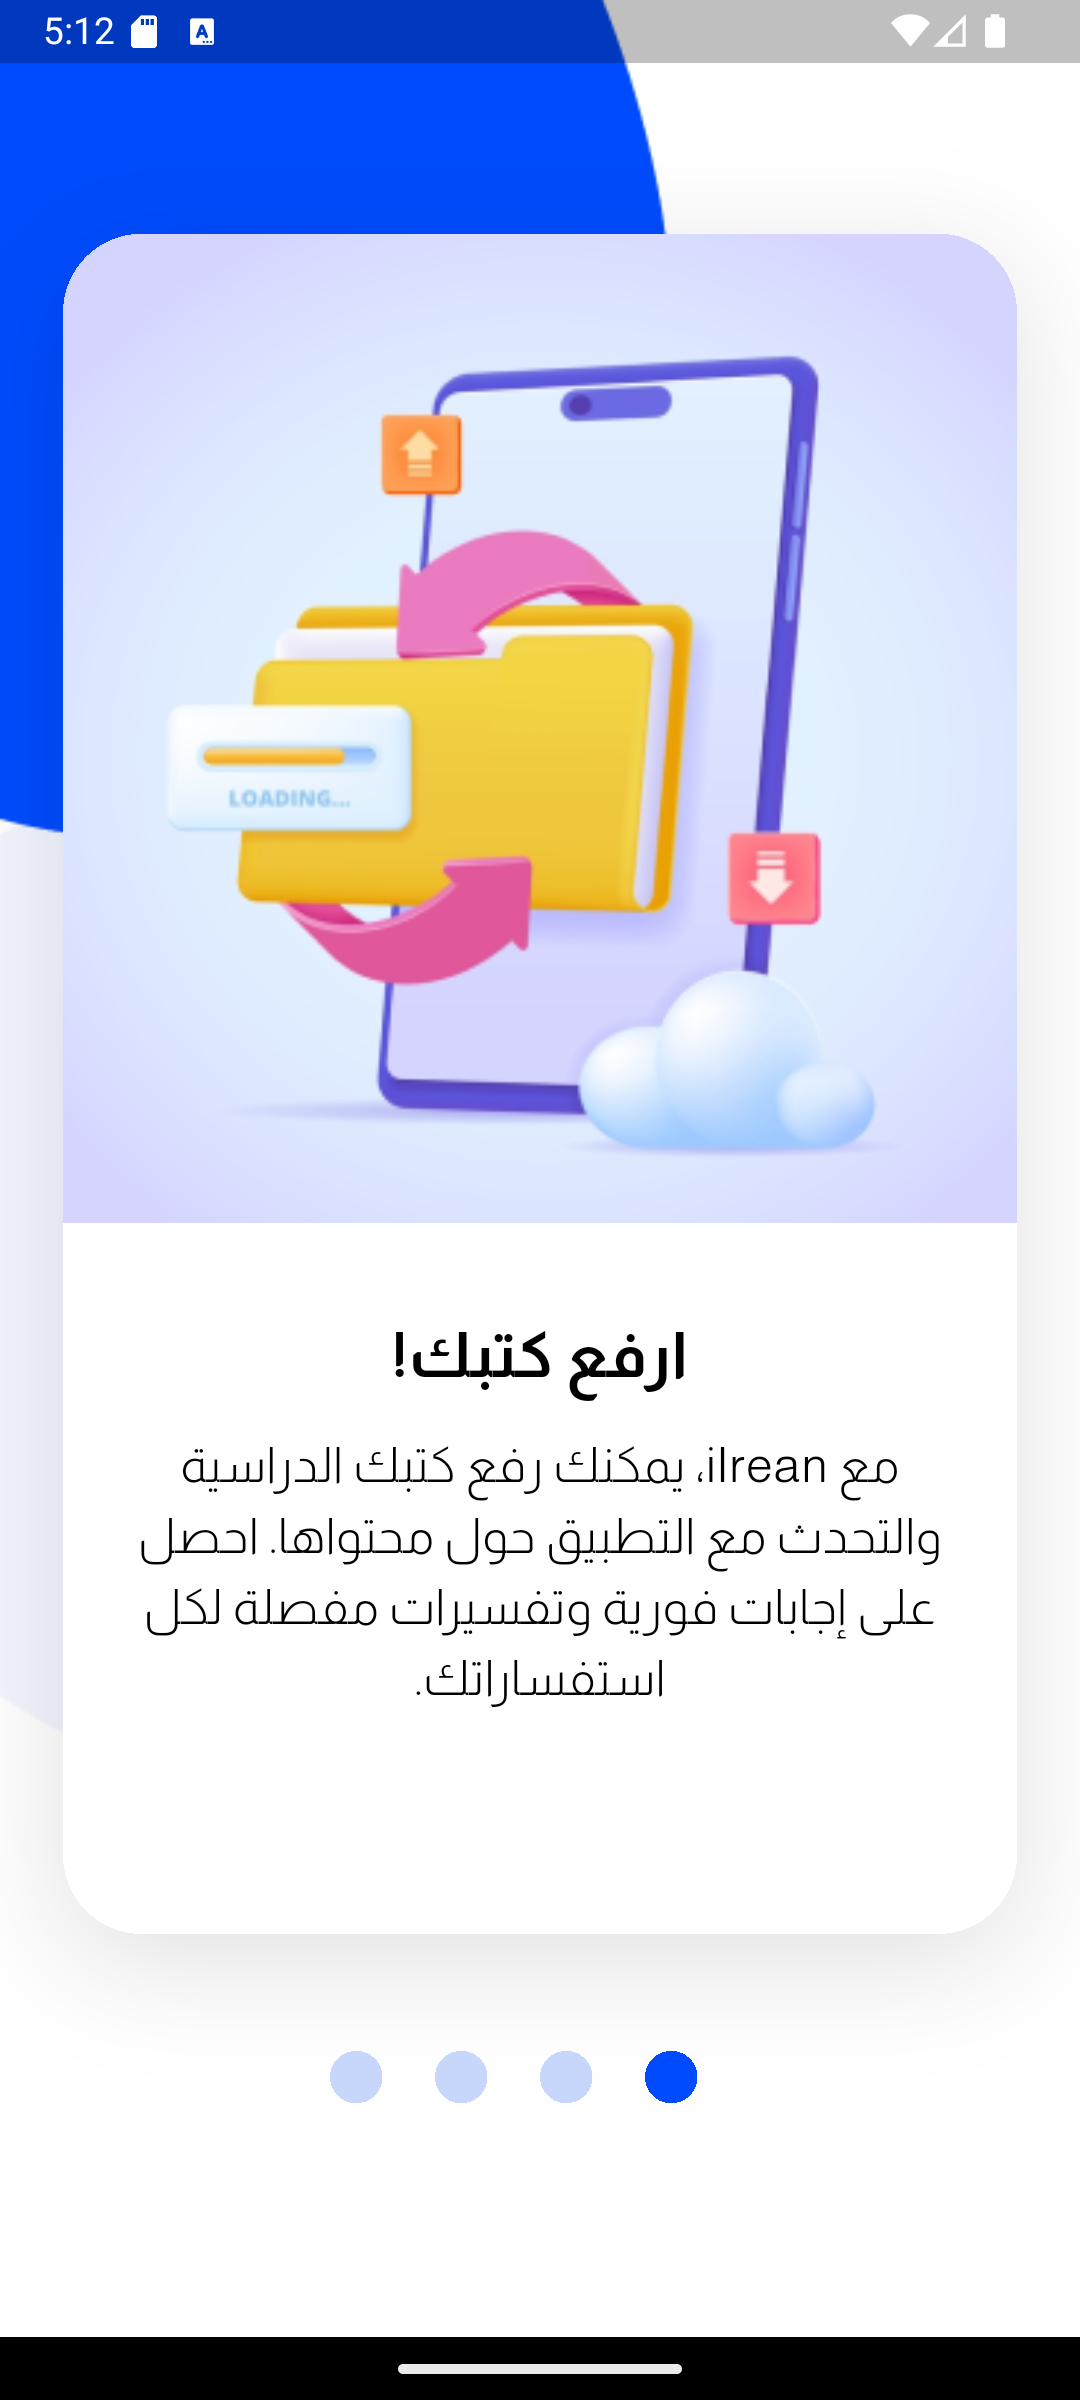 5:12
LOADING...
ارفع كتبك!
مع ilrean، يمكنك رفع كتبك الدراسية
والتحدث مع التطبيق حول محتواها. احصل
على إجابات فورية وتفسيرات مفصلة لكل
استفساراتك.